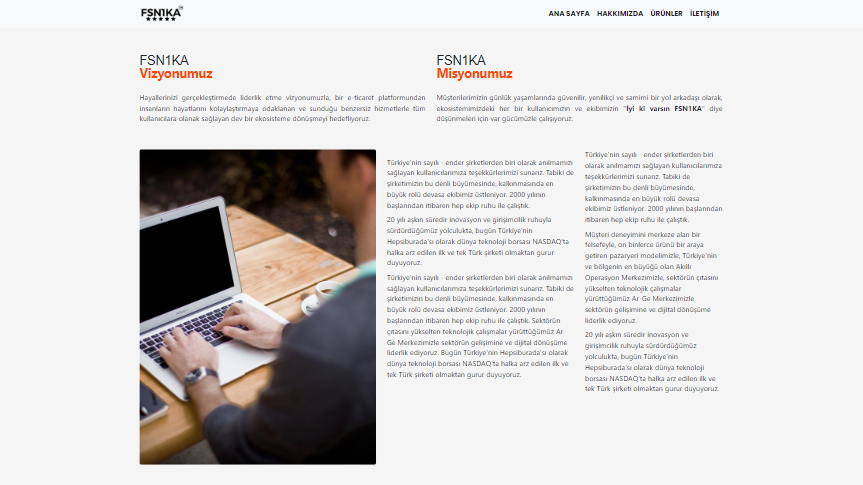 FSN1KA
★★★★★
ANA SAYFA HAKKIMIZDA ÜRÜNLER İLETİŞİM
FSN1KA
Vizyonumuz
Hayallerinizi gerçekleştirmede liderlik etme vizyonumuzla, bir e-ticaret platformundan
insanların hayatlarını kolaylaştırmaya odaklanan ve sunduğu benzersiz hizmetlerle tüm
kullanıcılara olanak sağlayan dev bir ekosisteme dönüşmeyi hedefliyoruz.
FSN1KA
Misyonumuz
Müşterilerimizin günlük yaşamlarında güvenilir, yenilikçi ve samimi bir yol arkadaşı olarak,
ekosistemimizdeki her bir kullanıcımızın ve ekibimizin "İyi ki varsın FSN1KA" diye
düşünmeleri için var gücümüzle çalışıyoruz.
Türkiye'nin sayılı - ender şirketlerden biri olarak anılmamızı
sağlayan kullanıcılarımıza teşekkürlerimizi sunarız. Tabiki de
şirketimizin bu denli büyümesinde, kalkınmasında en
büyük rolü devasa ekibimiz üstleniyor. 2000 yılının
başlarından itibaren hep ekip ruhu ile çalıştık.
20 yılı aşkın süredir inovasyon ve girişimcilik ruhuyla
sürdürdüğümüz yolculukta, bugün Türkiye'nin
Hepsiburada'sı olarak dünya teknoloji borsası NASDAQ'ta
halka arz edilen ilk ve tek Türk şirketi olmaktan gurur
duyuyoruz.
Türkiye'nin sayılı - ender şirketlerden biri olarak anılmamızı
sağlayan kullanıcılarımıza teşekkürlerimizi sunarız. Tabiki de
şirketimizin bu denli büyümesinde, kalkınmasında en
büyük rolü devasa ekibimiz üstleniyor. 2000 yılının
başlarından itibaren hep ekip ruhu ile çalıştık. Sektörün
çıtasını yükselten teknolojik çalışmalar yürüttüğümüz Ar-
Ge Merkezimizle sektörün gelişimine ve dijital dönüşüme
liderlik ediyoruz. Bugün Türkiye'nin Hepsiburada'sı olarak
dünya teknoloji borsası NASDAQ'ta halka arz edilen ilk ve
tek Türk şirketi olmaktan gurur duyuyoruz.
Türkiye'nin sayılı - ender şirketlerden biri
olarak anılmamızı sağlayan kullanıcılarımıza
teşekkürlerimizi sunarız. Tabiki de
şirketimizin bu denli büyümesinde,
kalkınmasında en büyük rolü devasa
ekibimiz üstleniyor. 2000 yılının başlarından
itibaren hep ekip ruhu ile çalıştık.
Müşteri deneyimini merkeze alan bir
felsefeyle, on binlerce ürünü bir araya
getiren pazaryeri modelimizle, Türkiye'nin
ve bölgenin en büyüğü olan Akıllı
Operasyon Merkezimizle, sektörün çıtasını
yükselten teknolojik çalışmalar
yürüttüğümüz Ar-Ge Merkezimizle
sektörün gelişimine ve dijital dönüşüme
liderlik ediyoruz.
20 yılı aşkın süredir inovasyon ve
girişimcilik ruhuyla sürdürdüğümüz
yolculukta, bugün Türkiye'nin
Hepsiburada'sı olarak dünya teknoloji
borsası NASDAQ'ta halka arz edilen ilk ve
tek Türk şirketi olmaktan gurur duyuyoruz.